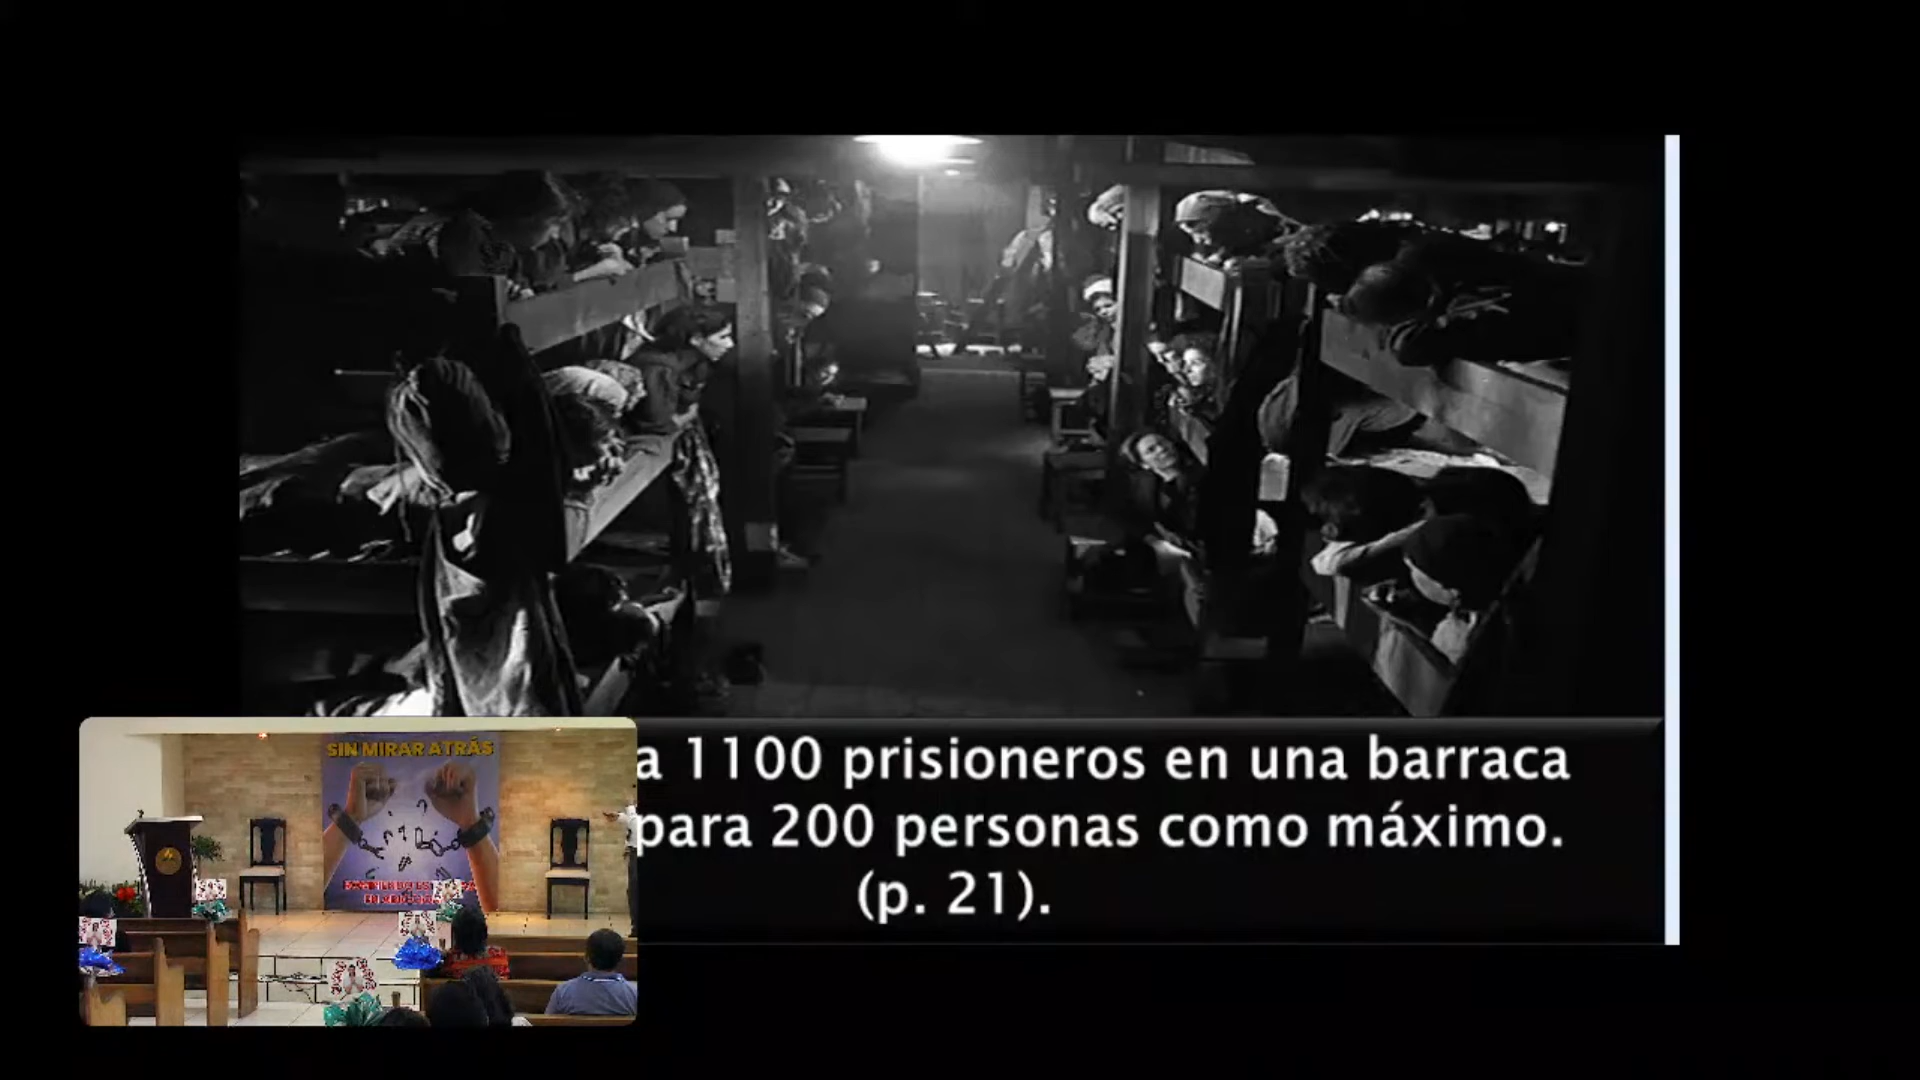 SIN MIRAR ATRÁS
a 1100 prisioneros en una barraca
para 200 personas como máximo.
(p. 21).